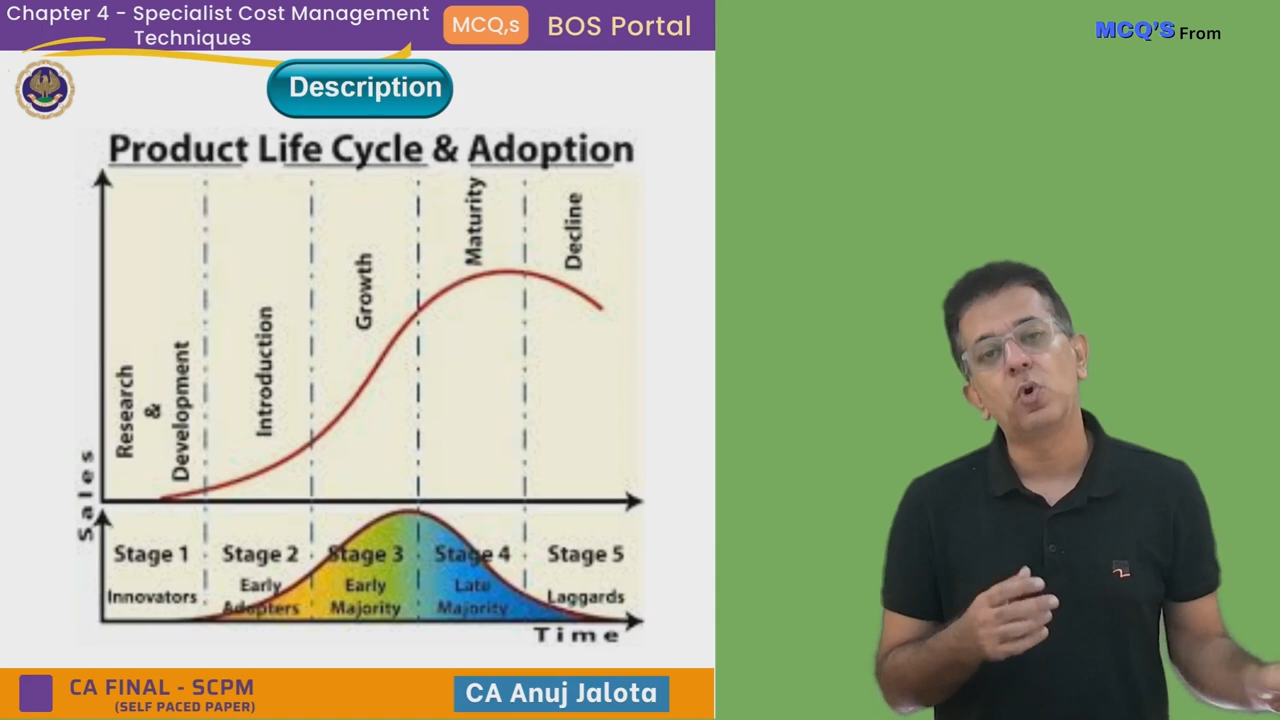 Chapter 4 - Specialist Cost Management
Techniques
MCQ,s
BOS Portal
MCQ'S From
Description
Product Life Cycle & Adoption
Research
&
Development
Introduction
Growth
Maturity
Decline
Sales
Stage 1
Stage 2
Stage 3
Stage 4
Stage 5
Innovators
Early
Adopters
Early
Majority
Late
Majority
Laggards
Time
CA FINAL - SCPM
(SELF PACED PAPER)
CA Anuj Jalota